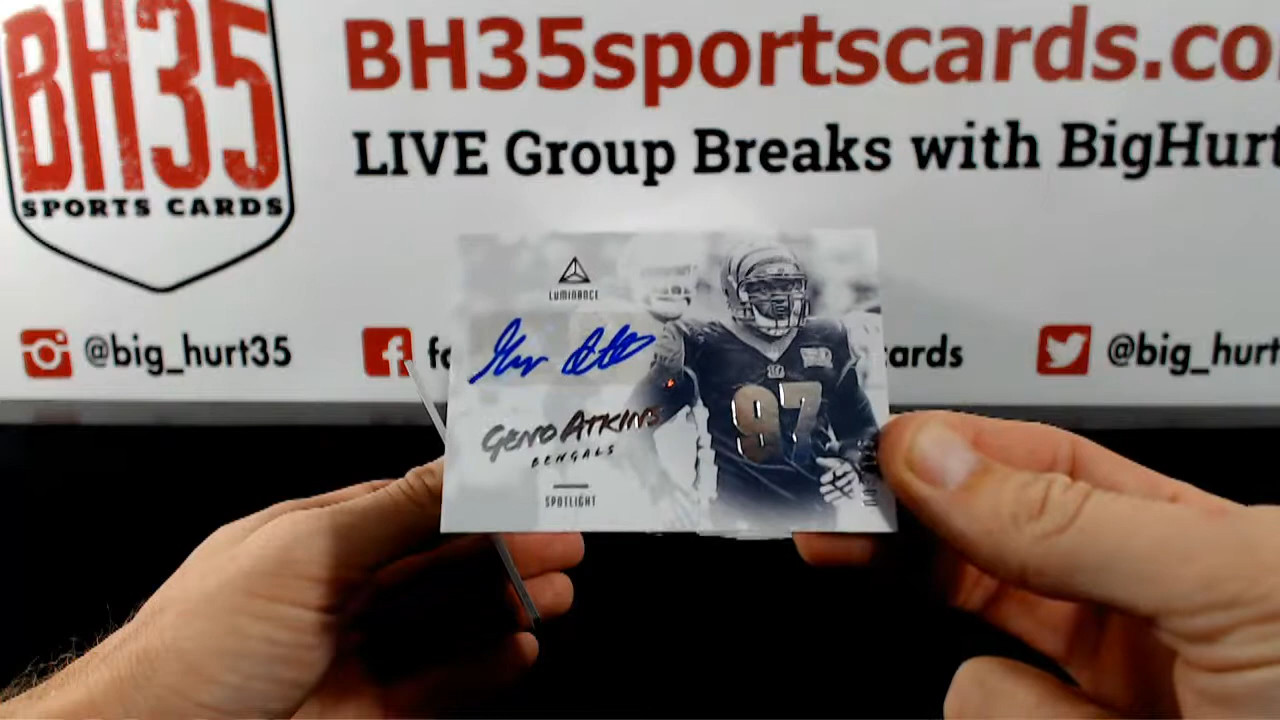 BH35
SPORTS CARDS
BH35sportscards.co
LIVE Group Breaks with BigHurt
@big_hurt35
f
fc
cards
@big_hurt
LUMINANCE
GENO ATKINS
BENGALS
SPOTLIGHT
97